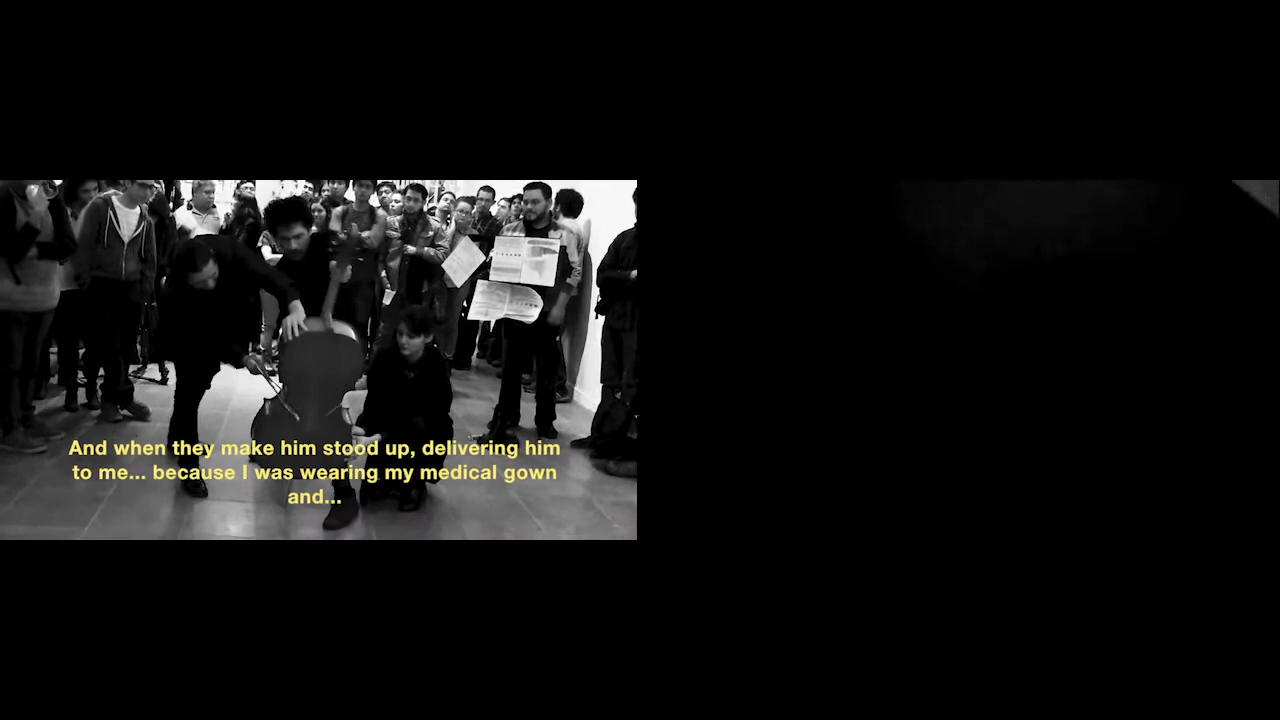 And when they make him stood up, delivering him
to me... because I was wearing my medical gown
and...